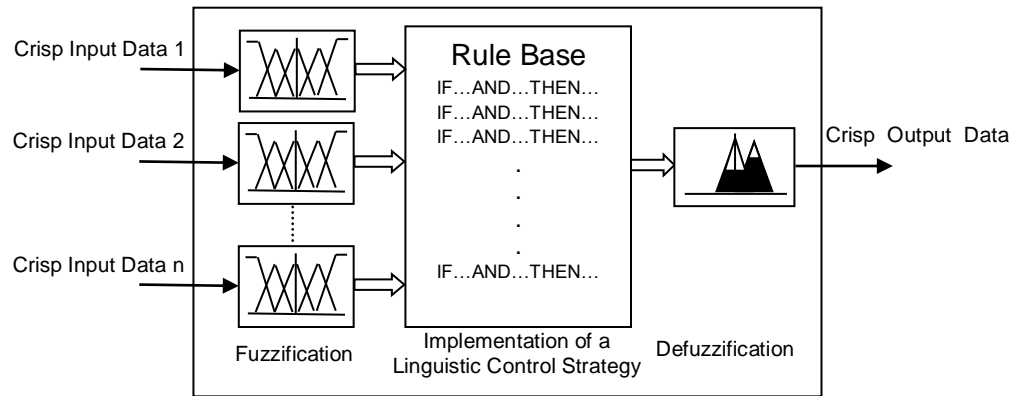 Crisp Input Data 1
Crisp Input Data 2
Crisp Input Data n
Fuzzification
Rule Base
IF...AND...THEN...
IF...AND...THEN...
IF...AND...THEN...
.
.
.
.
IF...AND...THEN...
Implementation of a
Linguistic Control Strategy
Defuzzification
Crisp Output Data